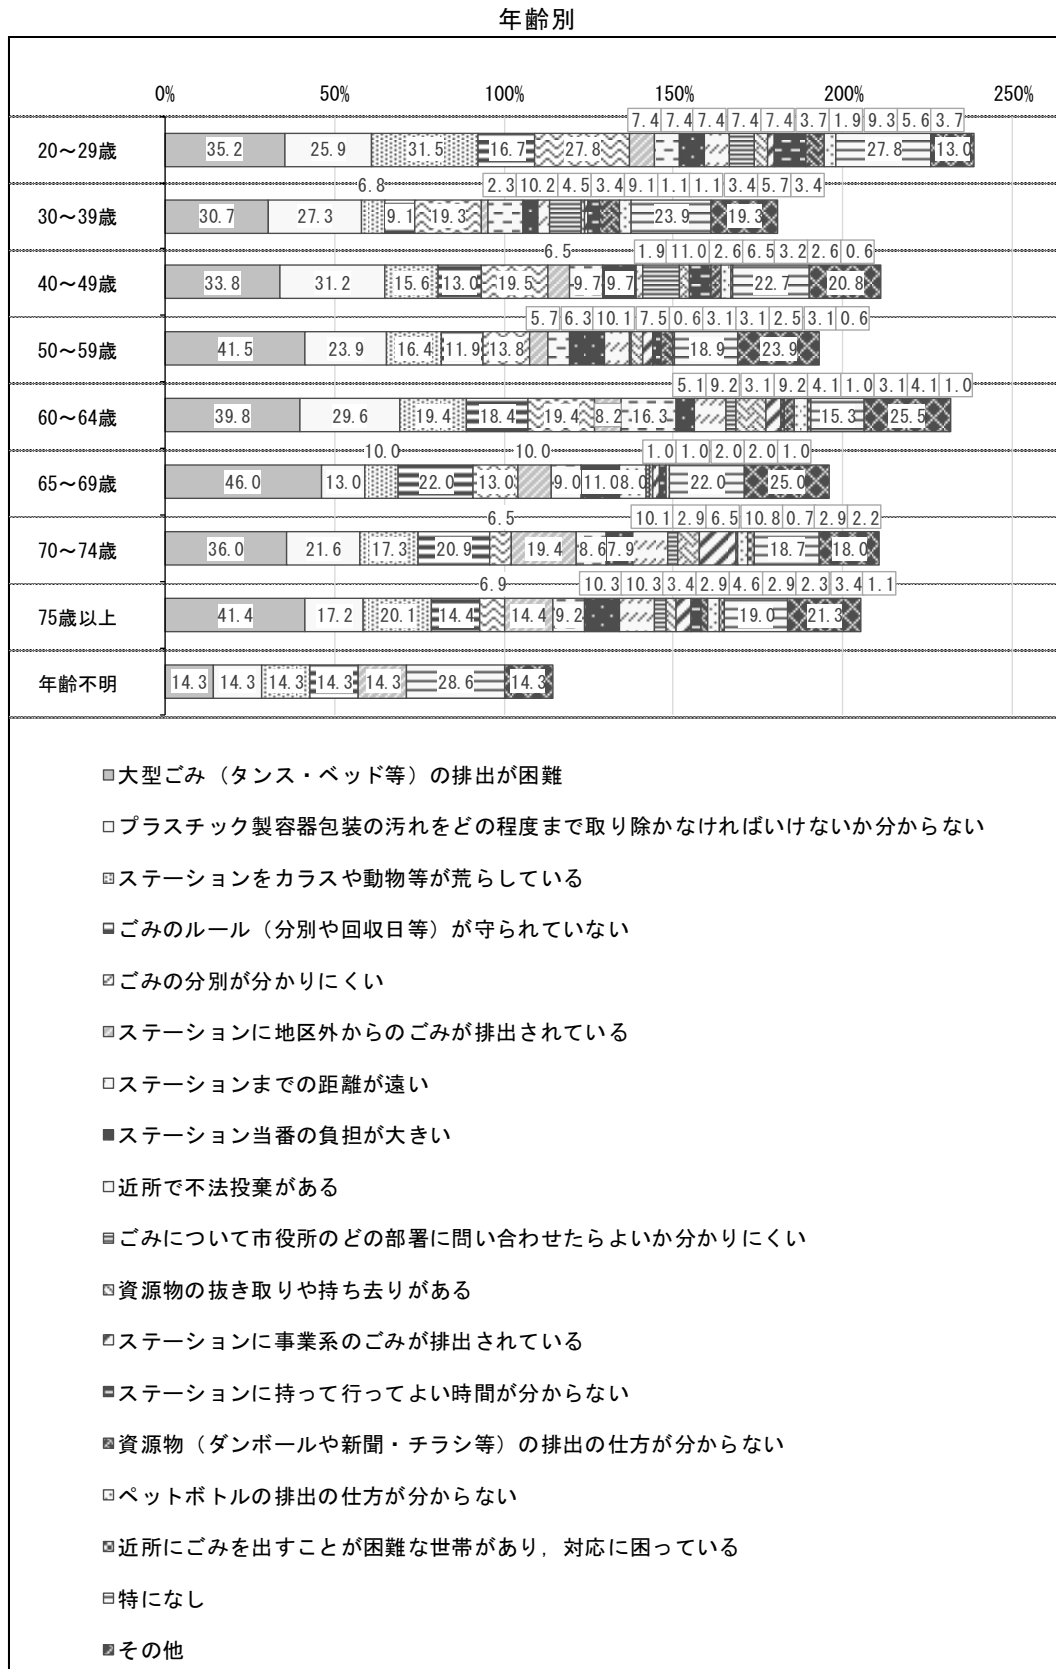 年齢別
0% 50% 100% 150% 200% 250%
7.4 7.4 7.4 7.4 7.4 3.7 1.9 9.3 5.6 3.7
20～29歳 35.2 25.9 31.5 16.7 27.8 27.8 13.0
6.8 2.3 10.2 4.5 3.4 9.1 1.1 1.1 3.4 5.7 3.4
30～39歳 30.7 27.3 9.1 19.3 23.9 19.3
6.5 1.9 11.0 2.6 6.5 3.2 2.6 0.6
40～49歳 33.8 31.2 15.6 13.0 19.5 9.7 9.7 22.7 20.8
5.7 6.3 10.1 7.5 0.6 3.1 3.1 2.5 3.1 0.6
50～59歳 41.5 23.9 16.4 11.9 13.8 18.9 23.9
5.1 9.2 3.1 9.2 4.1 1.0 3.1 4.1 1.0
60～64歳 39.8 29.6 19.4 18.4 19.4 8.2 16.3 15.3 25.5
10.0 10.0 1.0 1.0 2.0 2.0 1.0
65～69歳 46.0 13.0 22.0 13.0 9.0 11.0 8.0 22.0 25.0
6.5 10.1 2.9 6.5 10.8 0.7 2.9 2.2
70～74歳 36.0 21.6 17.3 20.9 19.4 8.6 7.9 18.7 18.0
6.9 10.3 10.3 3.4 2.9 4.6 2.9 2.3 3.4 1.1
75歳以上 41.4 17.2 20.1 14.4 14.4 9.2 19.0 21.3
年齢不明 14.3 14.3 14.3 14.3 14.3 28.6 14.3
大型ごみ（タンス・ベッド等）の排出が困難
プラスチック製容器包装の汚れをどの程度まで取り除かなければいけないか分からない
ステーションをカラスや動物等が荒らしている
ごみのルール（分別や回収日等）が守られていない
ごみの分別が分かりにくい
ステーションに地区外からのごみが排出されている
ステーションまでの距離が遠い
ステーション当番の負担が大きい
近所で不法投棄がある
ごみについて市役所のどの部署に問い合わせたらよいか分かりにくい
資源物の抜き取りや持ち去りがある
ステーションに事業系のごみが排出されている
ステーションに持って行ってよい時間が分からない
資源物（ダンボールや新聞・チラシ等）の排出の仕方が分からない
ペットボトルの排出の仕方が分からない
近所にごみを出すことが困難な世帯があり，対応に困っている
特になし
その他